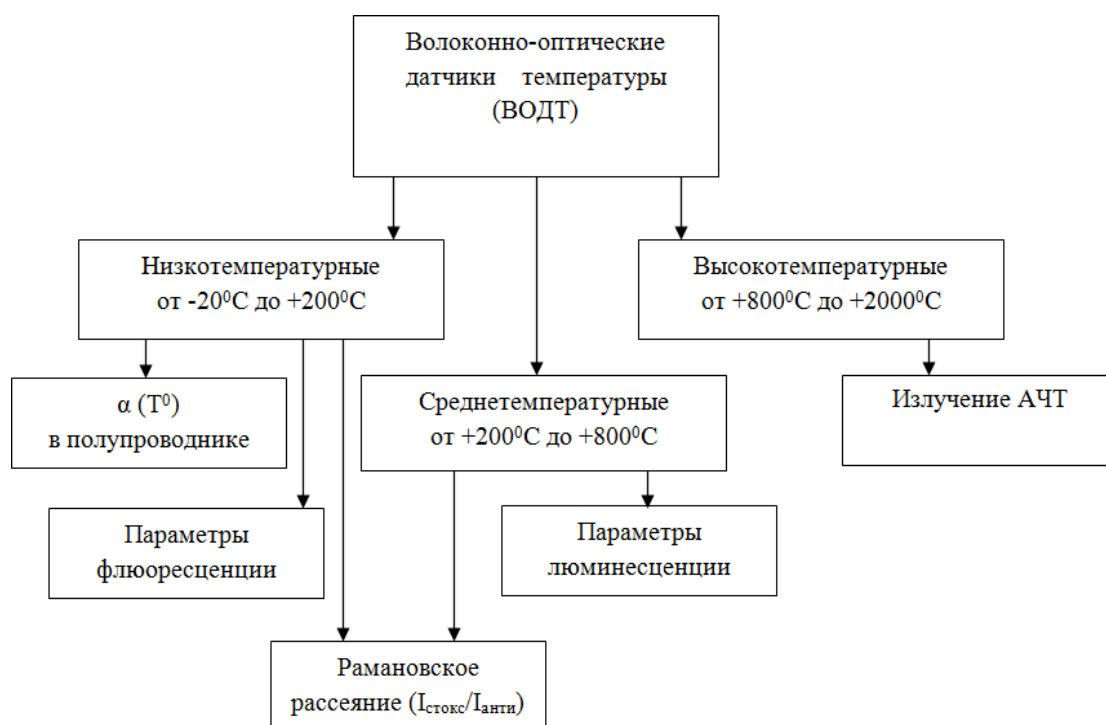 Волоконно-оптические
датчики температуры
(ВОДТ)
Низкотемпературные
от -20⁰С до +200⁰С
Высокотемпературные
от +800⁰С до +2000⁰С
α (T⁰)
в полупроводнике
Среднетемпературные
от +200⁰С до +800⁰С
Излучение АЧТ
Параметры
флюоресценции
Параметры
люминесценции
Рамановское
рассеяние (Iстокс/Iанти)